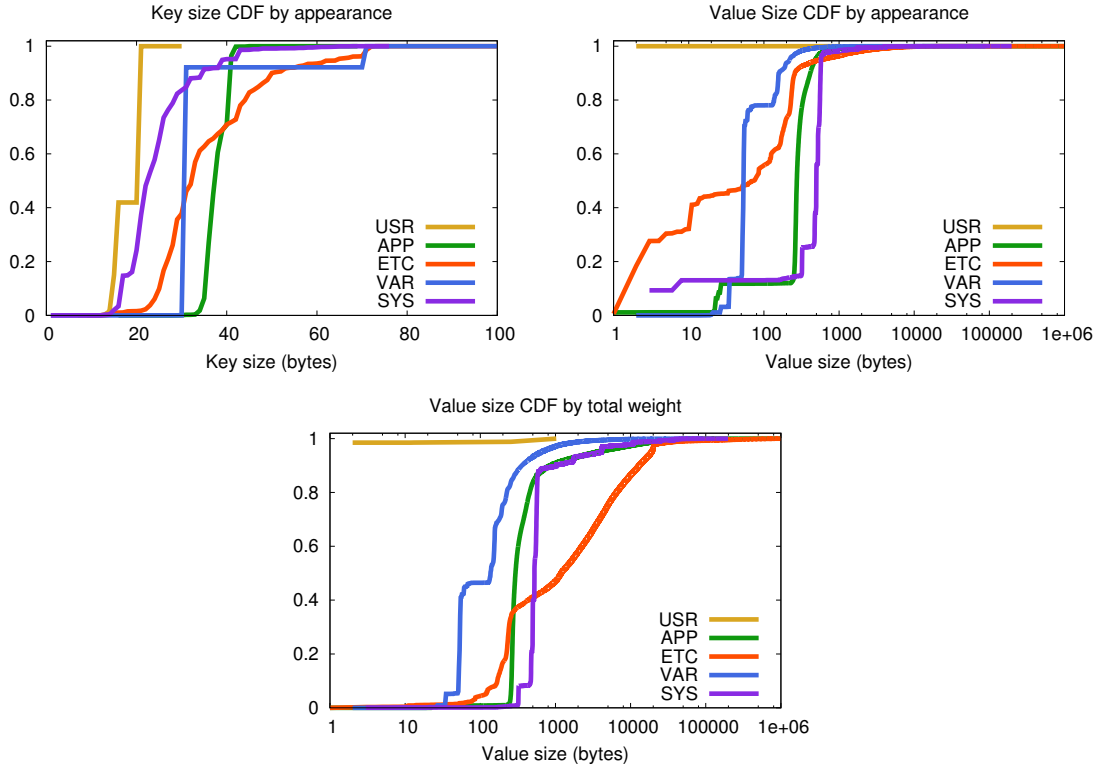 Key size CDF by appearance
1
0.8
0.6
0.4
0.2
0
USR
APP
ETC
VAR
SYS
0 20 40 60 80 100
Key size (bytes)
Value Size CDF by appearance
1
0.8
0.6
0.4
0.2
0
USR
APP
ETC
VAR
SYS
1 10 100 1000 10000 100000 1e+06
Value size (bytes)
Value size CDF by total weight
1
0.8
0.6
0.4
0.2
0
USR
APP
ETC
VAR
SYS
1 10 100 1000 10000 100000 1e+06
Value size (bytes)